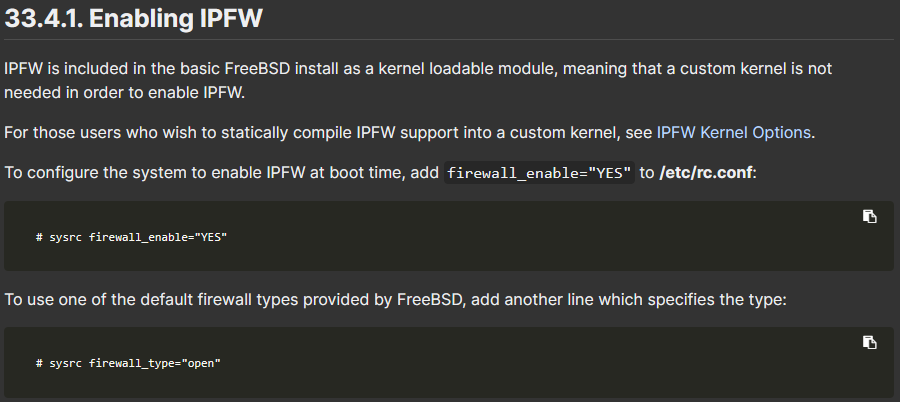 33.4.1. Enabling IPFW
IPFW is included in the basic FreeBSD install as a kernel loadable module, meaning that a custom kernel is not
needed in order to enable IPFW.
For those users who wish to statically compile IPFW support into a custom kernel, see IPFW Kernel Options.
To configure the system to enable IPFW at boot time, add firewall_enable="YES" to /etc/rc.conf:
# sysrc firewall_enable="YES"
To use one of the default firewall types provided by FreeBSD, add another line which specifies the type:
# sysrc firewall_type="open"